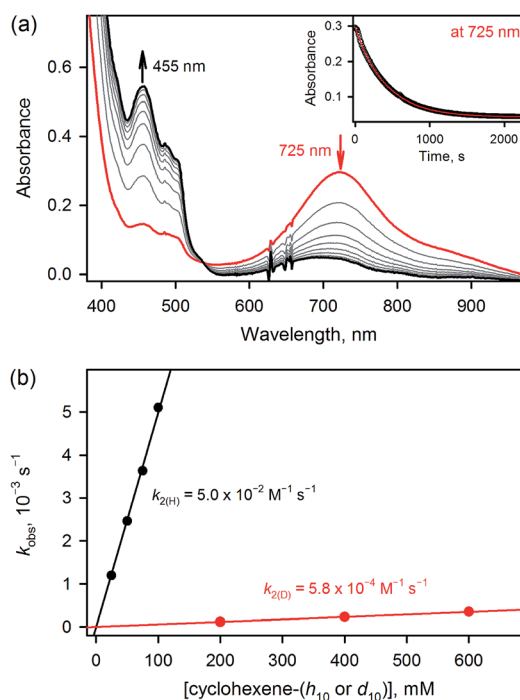 (a)
455 nm
at 725 nm
Absorbance
0.3
0.2
0.1
0 1000 2000
Time, s
725 nm
Absorbance
0.6
0.4
0.2
0.0
400 500 600 700 800 900
Wavelength, nm
(b)
k₂(H) = 5.0 x 10⁻² M⁻¹ s⁻¹
k₂(D) = 5.8 x 10⁻⁴ M⁻¹ s⁻¹
kobs, 10⁻³ s⁻¹
5
4
3
2
1
0
0 100 200 300 400 500 600
[cyclohexene-(h₁₀ or d₁₀)], mM